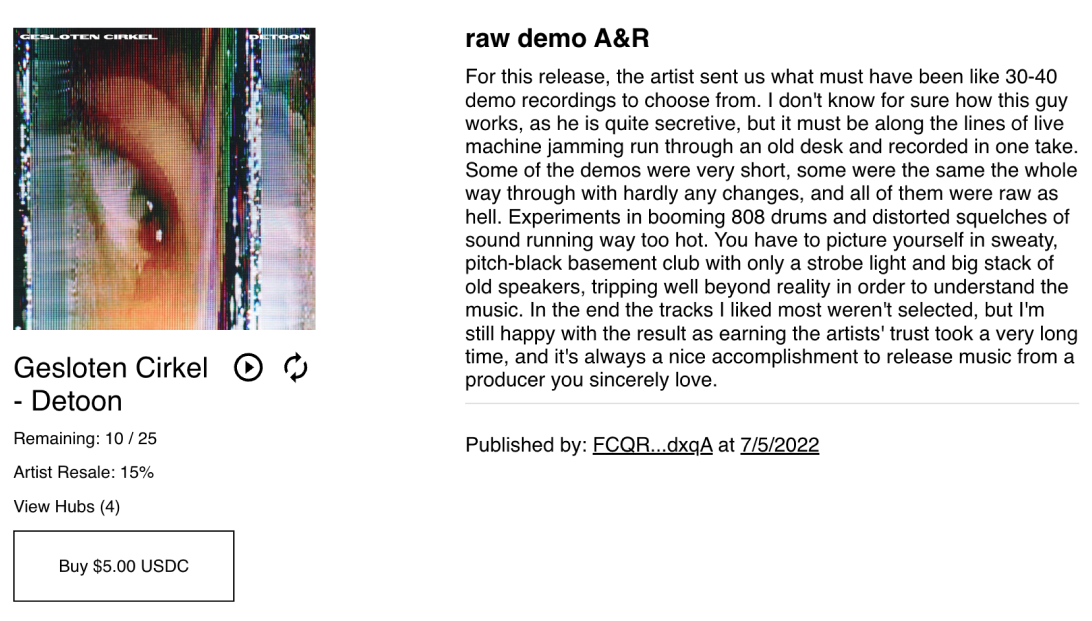 GESLOTEN CIRKEL DETOON
Gesloten Cirkel
- Detoon
Remaining: 10 / 25
Artist Resale: 15%
View Hubs (4)
Buy $5.00 USDC
raw demo A&R
For this release, the artist sent us what must have been like 30-40
demo recordings to choose from. I don't know for sure how this guy
works, as he is quite secretive, but it must be along the lines of live
machine jamming run through an old desk and recorded in one take.
Some of the demos were very short, some were the same the whole
way through with hardly any changes, and all of them were raw as
hell. Experiments in booming 808 drums and distorted squelches of
sound running way too hot. You have to picture yourself in sweaty,
pitch-black basement club with only a strobe light and big stack of
old speakers, tripping well beyond reality in order to understand the
music. In the end the tracks I liked most weren't selected, but I'm
still happy with the result as earning the artists' trust took a very long
time, and it's always a nice accomplishment to release music from a
producer you sincerely love.
Published by: FCQR...dxqA at 7/5/2022